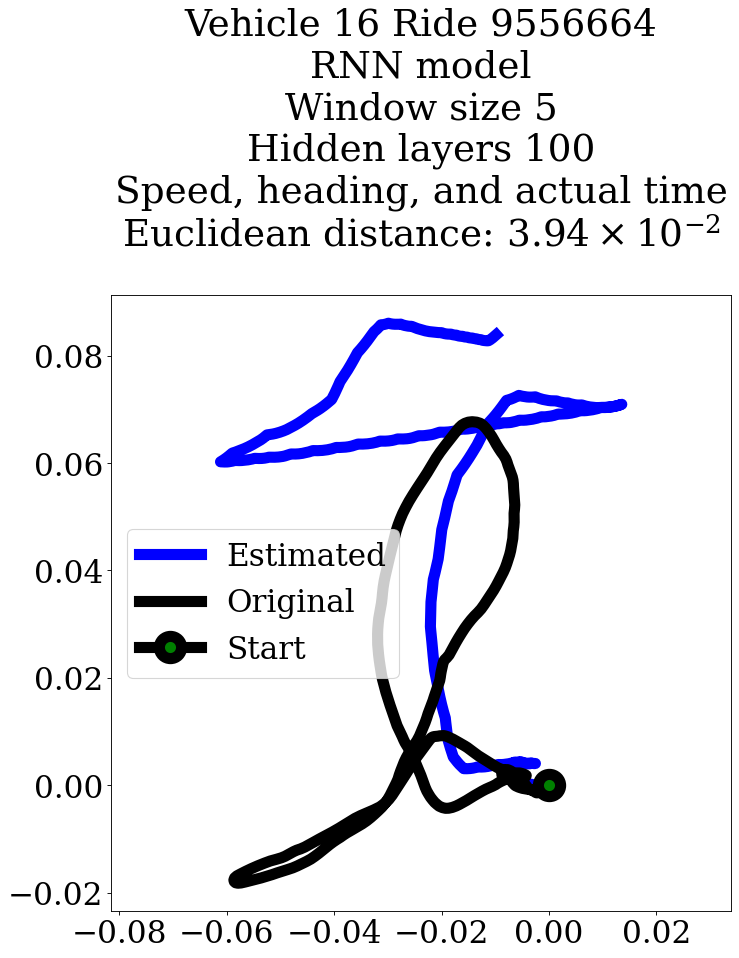 Vehicle 16 Ride 9556664
RNN model
Window size 5
Hidden layers 100
Speed, heading, and actual time
Euclidean distance: 3.94 × 10⁻²
0.08
0.06
0.04
0.02
0.00
−0.02
Estimated
Original
Start
−0.08 −0.06 −0.04 −0.02 0.00 0.02